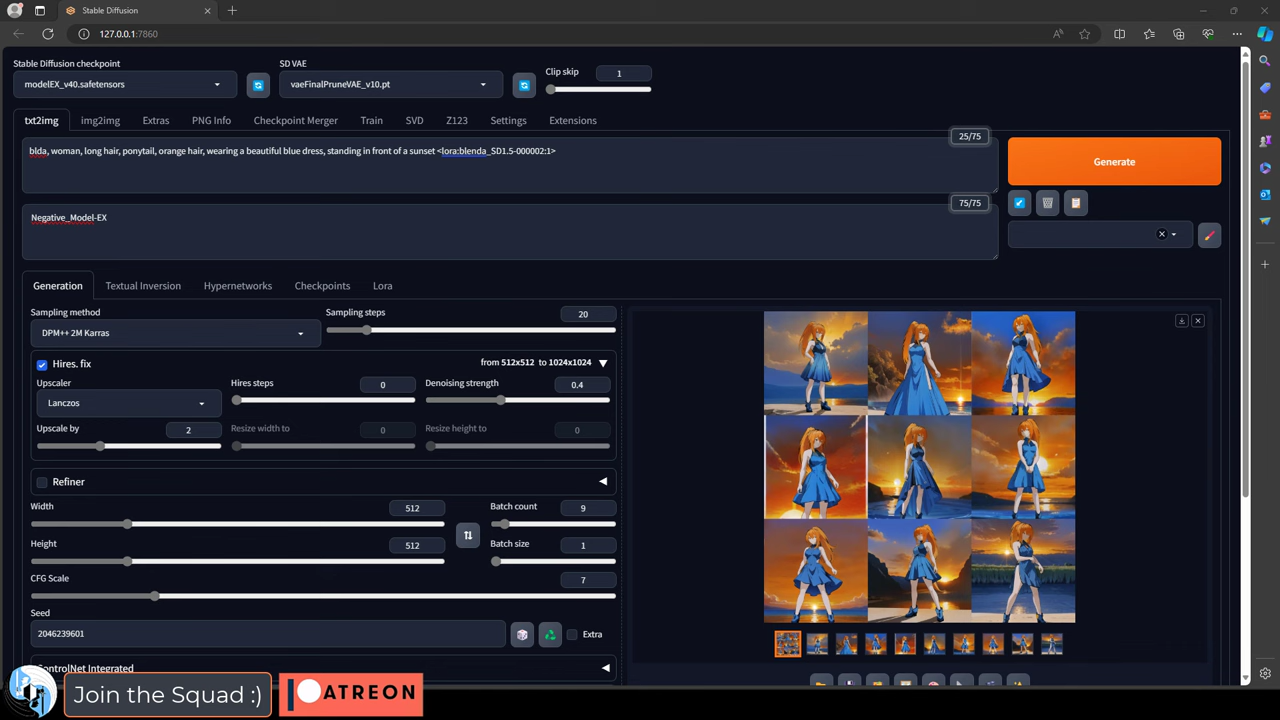 Stable Diffusion
127.0.0.1:7860
Stable Diffusion checkpoint
SD VAE
Clip skip
1
modelEX_v40.safetensors
vaeFinalPruneVAE_v10.pt
txt2img
img2img
Extras
PNG Info
Checkpoint Merger
Train
SVD
Z123
Settings
Extensions
25/75
blda, woman, long hair, ponytail, orange hair, wearing a beautiful blue dress, standing in front of a sunset <lora:blenda_SD1.5-000002:1>
Generate
75/75
Negative_Model-EX
Generation
Textual Inversion
Hypernetworks
Checkpoints
Lora
Sampling method
Sampling steps
20
DPM++ 2M Karras
Hires. fix
from 512x512 to 1024x1024
Upscaler
Hires steps
0
Denoising strength
0.4
Lanczos
Upscale by
2
Resize width to
0
Resize height to
0
Refiner
Width
512
Batch count
9
Height
512
Batch size
1
CFG Scale
7
Seed
2046239601
Extra
ControlNet Integrated
Join the Squad :)
PATREON